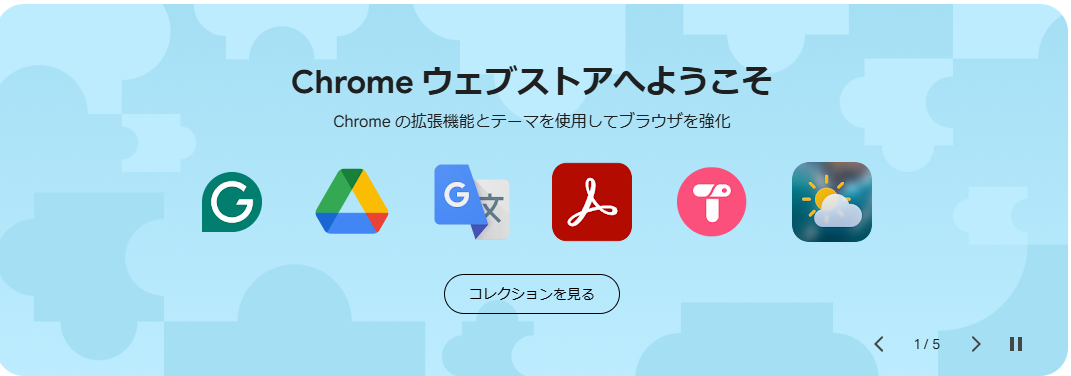 Chrome ウェブストアへようこそ
Chrome の拡張機能とテーマを使用してブラウザを強化
G
G 文
T
コレクションを見る
1 / 5